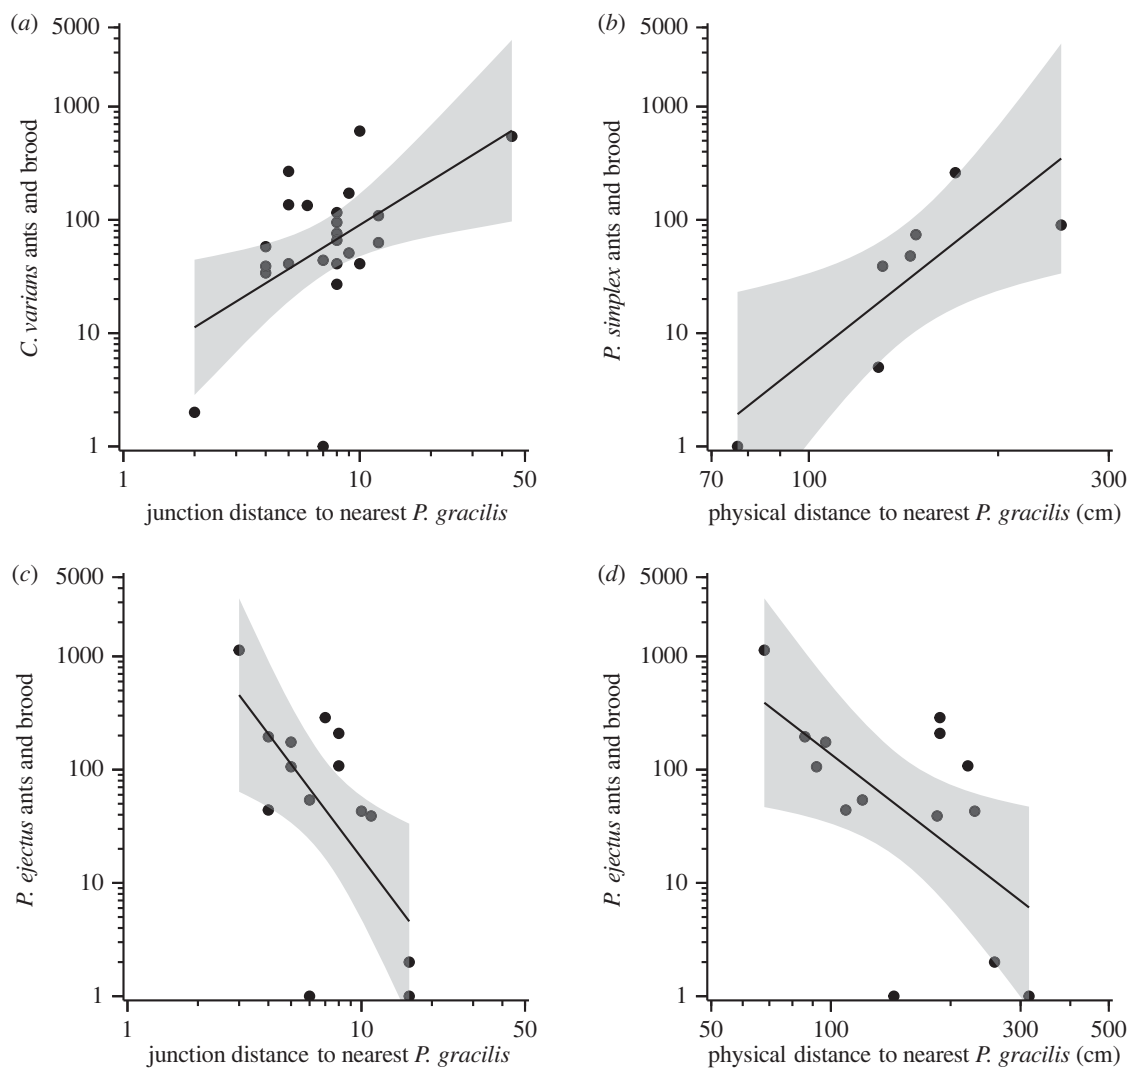 (a)
5000
1000
100
10
1
C. varians ants and brood
1 10 50
junction distance to nearest P. gracilis
(b)
5000
1000
100
10
1
P. simplex ants and brood
70 100 300
physical distance to nearest P. gracilis (cm)
(c)
5000
1000
100
10
1
P. ejectus ants and brood
1 10 50
junction distance to nearest P. gracilis
(d)
5000
1000
100
10
1
P. ejectus ants and brood
50 100 300 500
physical distance to nearest P. gracilis (cm)